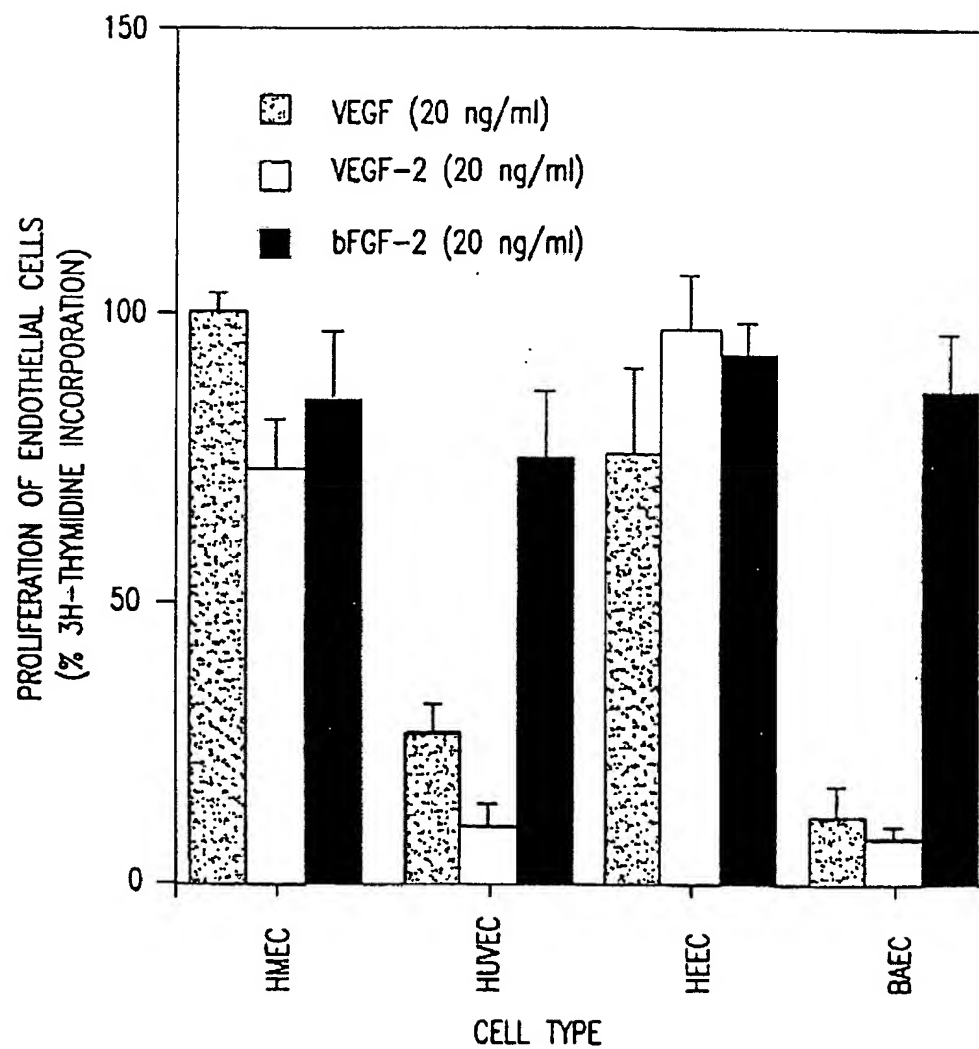 150
VEGF (20 ng/ml)
VEGF-2 (20 ng/ml)
bFGF-2 (20 ng/ml)
PROLIFERATION OF ENDOTHELIAL CELLS
(% 3H-THYMIDINE INCORPORATION)
100
50
0
HMEC
HUVEC
HEEC
BAEC
CELL TYPE